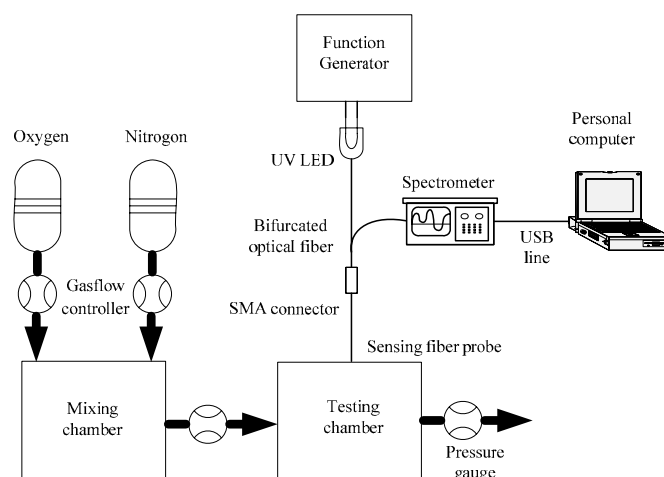 Function
Generator
Oxygen
Nitrogon
UV LED
Personal
computer
Spectrometer
Bifurcated
optical fiber
USB
line
Gasflow
controller
SMA connector
Sensing fiber probe
Mixing
chamber
Testing
chamber
Pressure
gauge